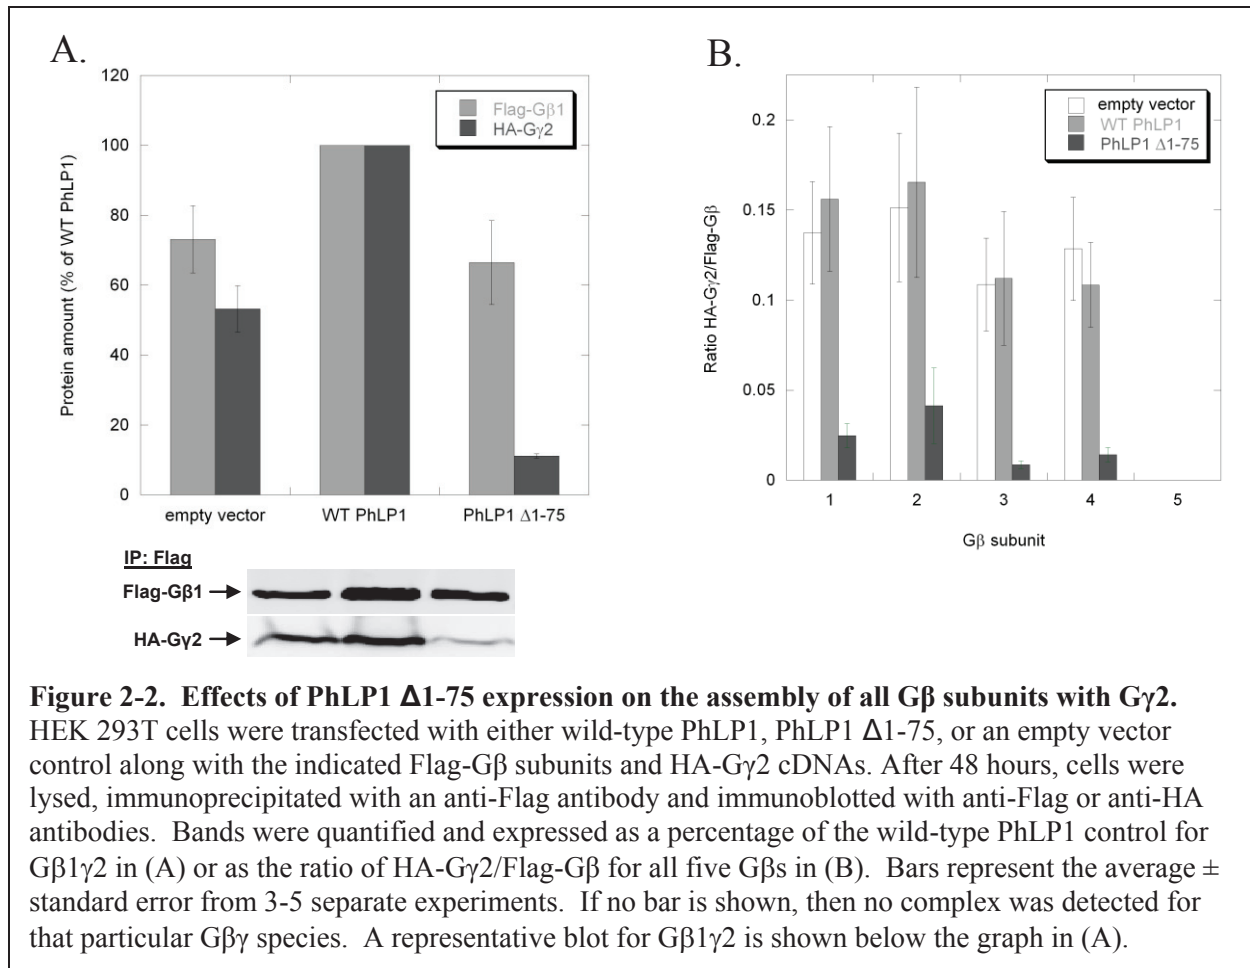 A.
120
100
80
60
40
20
0
Protein amount (% of WT PhLP1)
Flag-Gβ1
HA-Gγ2
empty vector
WT PhLP1
PhLP1 Δ1-75
IP: Flag
Flag-Gβ1
HA-Gγ2
B.
0.2
0.15
0.1
0.05
0
Ratio HA-Gγ2/Flag-Gβ
empty vector
WT PhLP1
PhLP1 Δ1-75
1 2 3 4 5
Gβ subunit
Figure 2-2. Effects of PhLP1 Δ1-75 expression on the assembly of all Gβ subunits with Gγ2.
HEK 293T cells were transfected with either wild-type PhLP1, PhLP1 Δ1-75, or an empty vector
control along with the indicated Flag-Gβ subunits and HA-Gγ2 cDNAs. After 48 hours, cells were
lysed, immunoprecipitated with an anti-Flag antibody and immunoblotted with anti-Flag or anti-HA
antibodies. Bands were quantified and expressed as a percentage of the wild-type PhLP1 control for
Gβ1γ2 in (A) or as the ratio of HA-Gγ2/Flag-Gβ for all five Gβs in (B). Bars represent the average ±
standard error from 3-5 separate experiments. If no bar is shown, then no complex was detected for
that particular Gβγ species. A representative blot for Gβ1γ2 is shown below the graph in (A).